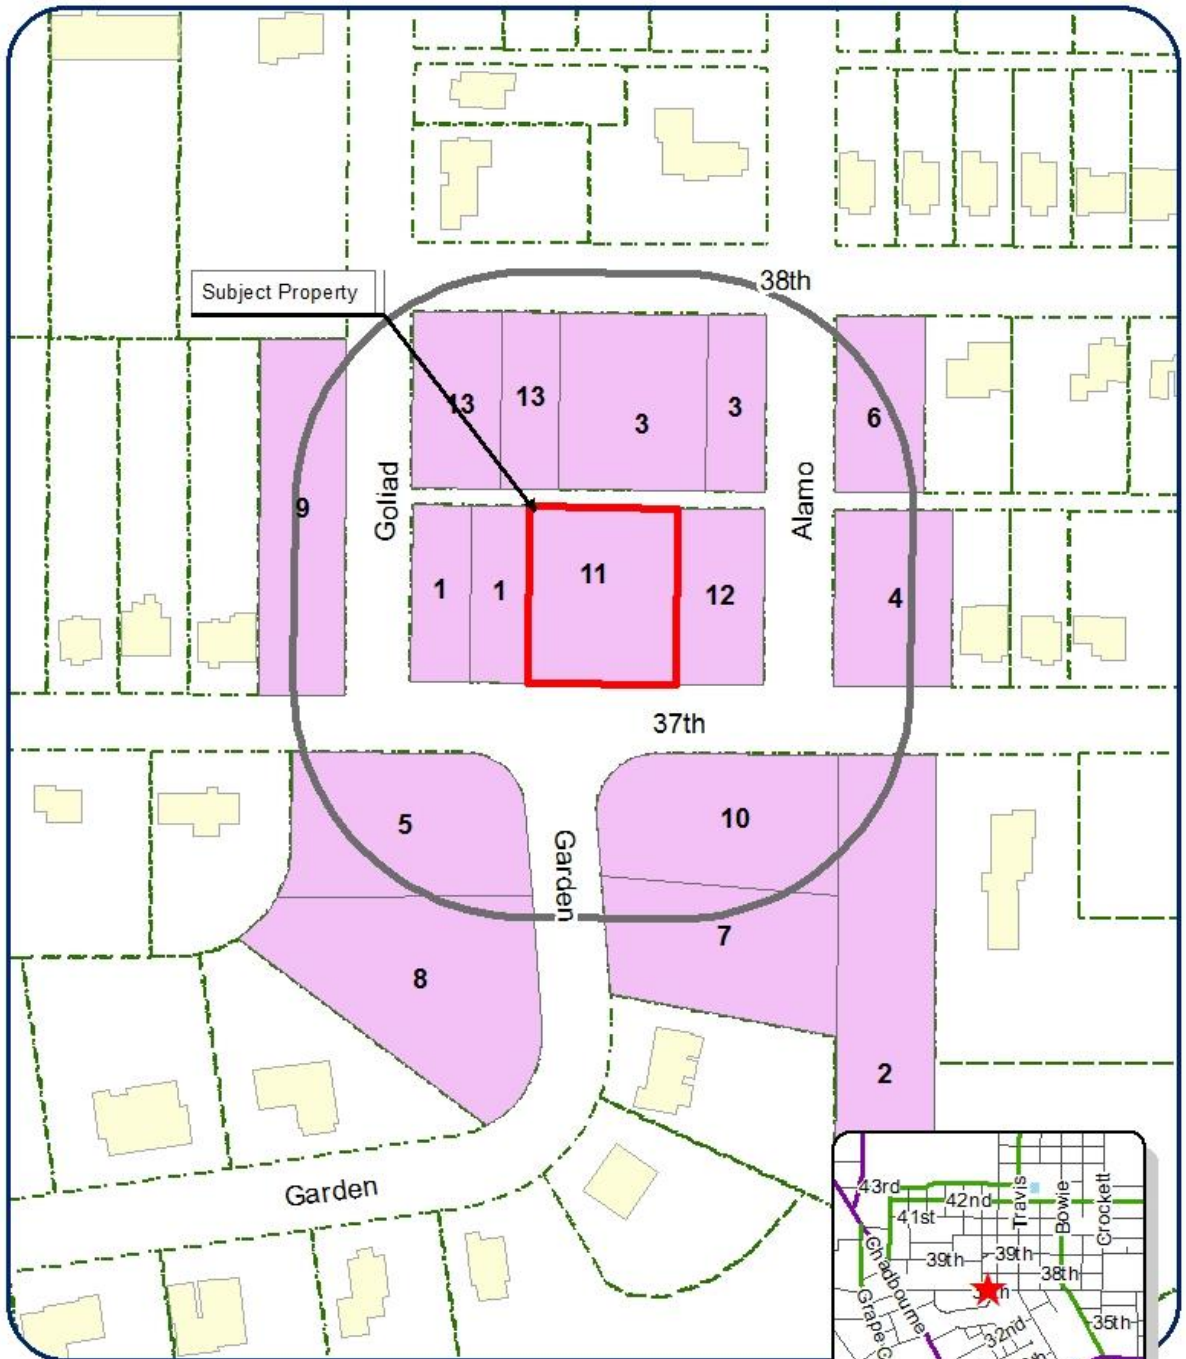 38th
Subject Property
13
13
3
3
6
9
Goliad
Alamo
1
1
11
12
4
37th
5
10
Garden
7
8
2
Garden
43rd
42nd
Travis
Bowie
Crockett
41st
39th
39th
38th
Chadbourne
Grape
35th
32nd